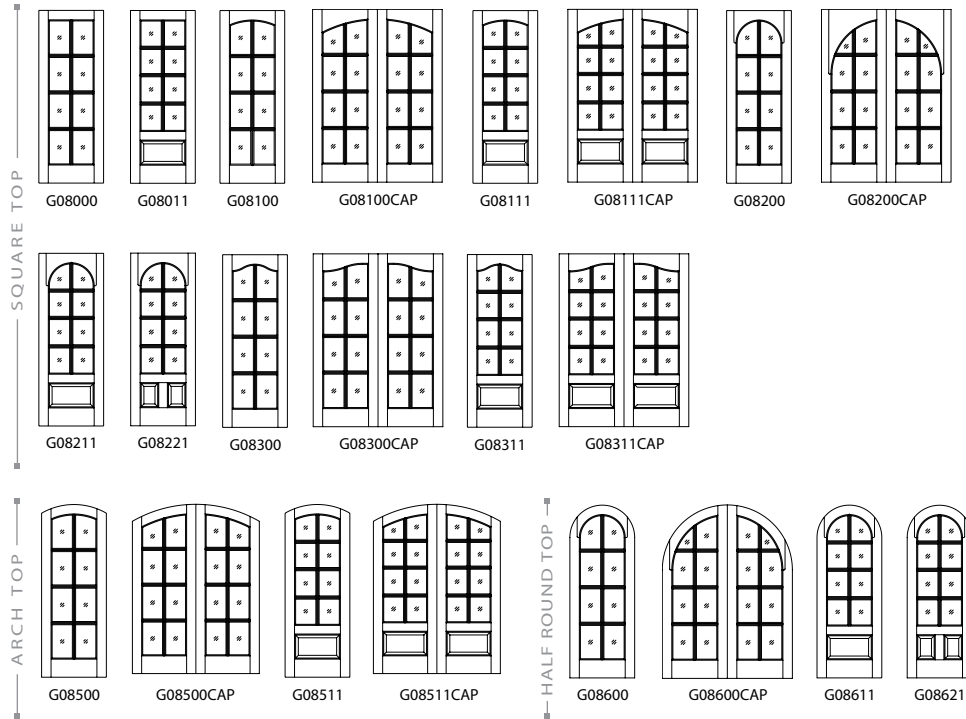 SQUARE TOP
G08000
G08011
G08100
G08100CAP
G08111
G08111CAP
G08200
G08200CAP
G08211
G08221
G08300
G08300CAP
G08311
G08311CAP
ARCH TOP
G08500
G08500CAP
G08511
G08511CAP
HALF ROUND TOP
G08600
G08600CAP
G08611
G08621